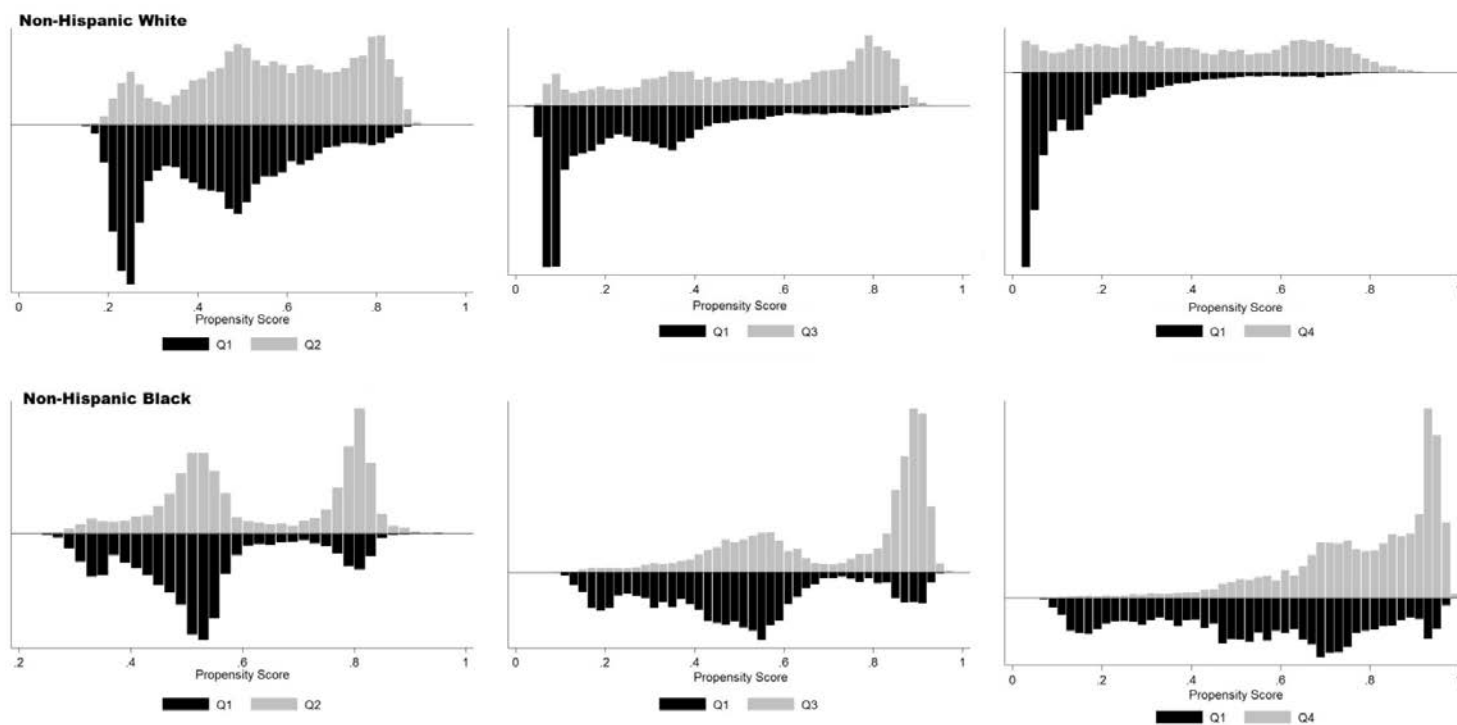 Non-Hispanic White
0 .2 .4 .6 .8 1
Propensity Score
Q1 Q2
0 .2 .4 .6 .8 1
Propensity Score
Q1 Q3
0 .2 .4 .6 .8
Propensity Score
Q1 Q4
Non-Hispanic Black
.2 .4 .6 .8 1
Propensity Score
Q1 Q2
0 .2 .4 .6 .8 1
Propensity Score
Q1 Q3
0 .2 .4 .6 .8
Propensity Score
Q1 Q4